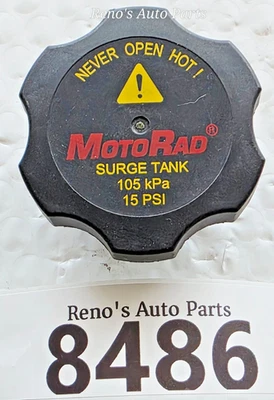 Reno's Auto Parts
NEVER OPEN HOT !
MOTORAD®
SURGE TANK
105 kPa
15 PSI
Reno's Auto Parts
8486